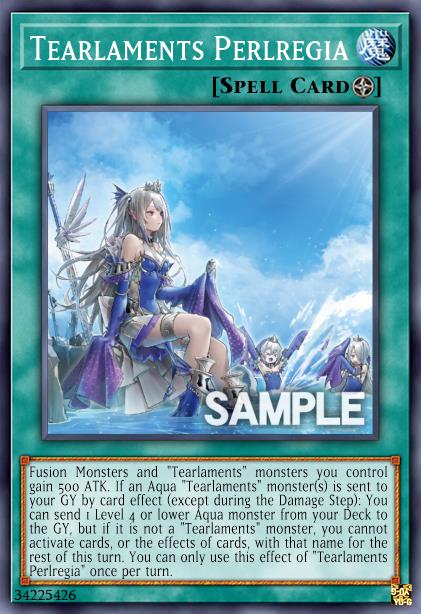 Tearlaments Perlregia
魔
[Spell Card]
SAMPLE
Fusion Monsters and "Tearlaments" monsters you control
gain 500 ATK. If an Aqua "Tearlaments" monster(s) is sent to
your GY by card effect (except during the Damage Step): You
can send 1 Level 4 or lower Aqua monster from your Deck to
the GY, but if it is not a "Tearlaments" monster, you cannot
activate cards, or the effects of cards, with that name for the
rest of this turn. You can only use this effect of "Tearlaments
Perlregia" once per turn.
34225426